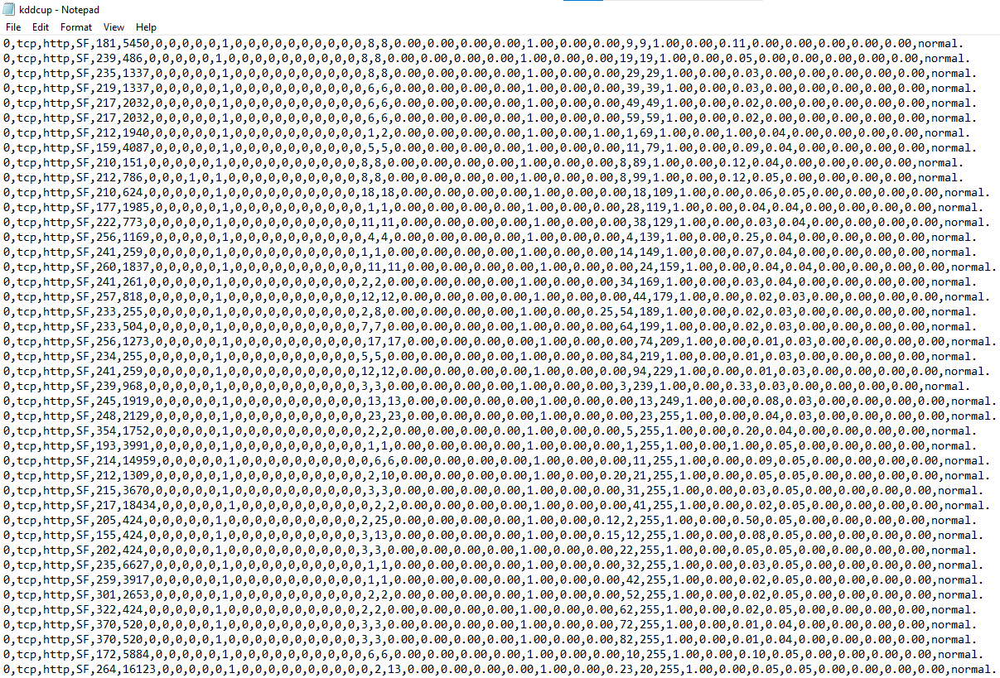 kddcup - Notepad
File Edit Format View Help
0,tcp,http,SF,181,5450,0,0,0,0,0,1,0,0,0,0,0,0,0,0,0,0,8,8,0.00,0.00,0.00,0.00,1.00,0.00,0.00,9,9,1.00,0.00,0.11,0.00,0.00,0.00,0.00,0.00,normal.
0,tcp,http,SF,239,486,0,0,0,0,0,1,0,0,0,0,0,0,0,0,0,0,8,8,0.00,0.00,0.00,0.00,1.00,0.00,0.00,19,19,1.00,0.00,0.05,0.00,0.00,0.00,0.00,0.00,normal.
0,tcp,http,SF,235,1337,0,0,0,0,0,1,0,0,0,0,0,0,0,0,0,0,8,8,0.00,0.00,0.00,0.00,1.00,0.00,0.00,29,29,1.00,0.00,0.03,0.00,0.00,0.00,0.00,0.00,normal.
0,tcp,http,SF,219,1337,0,0,0,0,0,1,0,0,0,0,0,0,0,0,0,0,6,6,0.00,0.00,0.00,0.00,1.00,0.00,0.00,39,39,1.00,0.00,0.03,0.00,0.00,0.00,0.00,0.00,normal.
0,tcp,http,SF,217,2032,0,0,0,0,0,1,0,0,0,0,0,0,0,0,0,0,6,6,0.00,0.00,0.00,0.00,1.00,0.00,0.00,49,49,1.00,0.00,0.02,0.00,0.00,0.00,0.00,0.00,normal.
0,tcp,http,SF,217,2032,0,0,0,0,0,1,0,0,0,0,0,0,0,0,0,0,6,6,0.00,0.00,0.00,0.00,1.00,0.00,0.00,59,59,1.00,0.00,0.02,0.00,0.00,0.00,0.00,0.00,normal.
0,tcp,http,SF,212,1940,0,0,0,0,0,1,0,0,0,0,0,0,0,0,0,0,1,2,0.00,0.00,0.00,0.00,1.00,0.00,1.00,1,69,1.00,0.00,1.00,0.04,0.00,0.00,0.00,0.00,normal.
0,tcp,http,SF,159,4087,0,0,0,0,0,1,0,0,0,0,0,0,0,0,0,0,5,5,0.00,0.00,0.00,0.00,1.00,0.00,0.00,11,79,1.00,0.00,0.09,0.04,0.00,0.00,0.00,0.00,normal.
0,tcp,http,SF,210,151,0,0,0,0,0,1,0,0,0,0,0,0,0,0,0,0,8,8,0.00,0.00,0.00,0.00,1.00,0.00,0.00,8,89,1.00,0.00,0.12,0.04,0.00,0.00,0.00,0.00,normal.
0,tcp,http,SF,212,786,0,0,0,1,0,1,0,0,0,0,0,0,0,0,0,0,8,8,0.00,0.00,0.00,0.00,1.00,0.00,0.00,8,99,1.00,0.00,0.12,0.05,0.00,0.00,0.00,0.00,normal.
0,tcp,http,SF,210,624,0,0,0,0,0,1,0,0,0,0,0,0,0,0,0,0,18,18,0.00,0.00,0.00,0.00,1.00,0.00,0.00,18,109,1.00,0.00,0.06,0.05,0.00,0.00,0.00,0.00,normal.
0,tcp,http,SF,177,1985,0,0,0,0,0,1,0,0,0,0,0,0,0,0,0,0,1,1,0.00,0.00,0.00,0.00,1.00,0.00,0.00,28,119,1.00,0.00,0.04,0.04,0.00,0.00,0.00,0.00,normal.
0,tcp,http,SF,222,773,0,0,0,0,0,1,0,0,0,0,0,0,0,0,0,0,11,11,0.00,0.00,0.00,0.00,1.00,0.00,0.00,38,129,1.00,0.00,0.03,0.04,0.00,0.00,0.00,0.00,normal.
0,tcp,http,SF,256,1169,0,0,0,0,0,1,0,0,0,0,0,0,0,0,0,0,4,4,0.00,0.00,0.00,0.00,1.00,0.00,0.00,4,139,1.00,0.00,0.25,0.04,0.00,0.00,0.00,0.00,normal.
0,tcp,http,SF,241,259,0,0,0,0,0,1,0,0,0,0,0,0,0,0,0,0,1,1,0.00,0.00,0.00,0.00,1.00,0.00,0.00,14,149,1.00,0.00,0.07,0.04,0.00,0.00,0.00,0.00,normal.
0,tcp,http,SF,260,1837,0,0,0,0,0,1,0,0,0,0,0,0,0,0,0,0,11,11,0.00,0.00,0.00,0.00,1.00,0.00,0.00,24,159,1.00,0.00,0.04,0.04,0.00,0.00,0.00,0.00,normal.
0,tcp,http,SF,241,261,0,0,0,0,0,1,0,0,0,0,0,0,0,0,0,0,2,2,0.00,0.00,0.00,0.00,1.00,0.00,0.00,34,169,1.00,0.00,0.03,0.04,0.00,0.00,0.00,0.00,normal.
0,tcp,http,SF,257,818,0,0,0,0,0,1,0,0,0,0,0,0,0,0,0,0,12,12,0.00,0.00,0.00,0.00,1.00,0.00,0.00,44,179,1.00,0.00,0.02,0.03,0.00,0.00,0.00,0.00,normal.
0,tcp,http,SF,233,255,0,0,0,0,0,1,0,0,0,0,0,0,0,0,0,0,2,8,0.00,0.00,0.00,0.00,1.00,0.00,0.25,54,189,1.00,0.00,0.02,0.03,0.00,0.00,0.00,0.00,normal.
0,tcp,http,SF,233,504,0,0,0,0,0,1,0,0,0,0,0,0,0,0,0,0,7,7,0.00,0.00,0.00,0.00,1.00,0.00,0.00,64,199,1.00,0.00,0.02,0.03,0.00,0.00,0.00,0.00,normal.
0,tcp,http,SF,256,1273,0,0,0,0,0,1,0,0,0,0,0,0,0,0,0,0,17,17,0.00,0.00,0.00,0.00,1.00,0.00,0.00,74,209,1.00,0.00,0.01,0.03,0.00,0.00,0.00,0.00,normal.
0,tcp,http,SF,234,255,0,0,0,0,0,1,0,0,0,0,0,0,0,0,0,0,5,5,0.00,0.00,0.00,0.00,1.00,0.00,0.00,84,219,1.00,0.00,0.01,0.03,0.00,0.00,0.00,0.00,normal.
0,tcp,http,SF,241,259,0,0,0,0,0,1,0,0,0,0,0,0,0,0,0,0,12,12,0.00,0.00,0.00,0.00,1.00,0.00,0.00,94,229,1.00,0.00,0.01,0.03,0.00,0.00,0.00,0.00,normal.
0,tcp,http,SF,239,968,0,0,0,0,0,1,0,0,0,0,0,0,0,0,0,0,3,3,0.00,0.00,0.00,0.00,1.00,0.00,0.00,3,239,1.00,0.00,0.33,0.03,0.00,0.00,0.00,0.00,normal.
0,tcp,http,SF,245,1919,0,0,0,0,0,1,0,0,0,0,0,0,0,0,0,0,13,13,0.00,0.00,0.00,0.00,1.00,0.00,0.00,13,249,1.00,0.00,0.08,0.03,0.00,0.00,0.00,0.00,normal.
0,tcp,http,SF,248,2129,0,0,0,0,0,1,0,0,0,0,0,0,0,0,0,0,23,23,0.00,0.00,0.00,0.00,1.00,0.00,0.00,23,255,1.00,0.00,0.04,0.03,0.00,0.00,0.00,0.00,normal.
0,tcp,http,SF,354,1752,0,0,0,0,0,1,0,0,0,0,0,0,0,0,0,0,2,2,0.00,0.00,0.00,0.00,1.00,0.00,0.00,5,255,1.00,0.00,0.20,0.04,0.00,0.00,0.00,0.00,normal.
0,tcp,http,SF,193,3991,0,0,0,0,0,1,0,0,0,0,0,0,0,0,0,0,1,1,0.00,0.00,0.00,0.00,1.00,0.00,0.00,1,255,1.00,0.00,1.00,0.05,0.00,0.00,0.00,0.00,normal.
0,tcp,http,SF,214,14959,0,0,0,0,0,1,0,0,0,0,0,0,0,0,0,0,6,6,0.00,0.00,0.00,0.00,1.00,0.00,0.00,11,255,1.00,0.00,0.09,0.05,0.00,0.00,0.00,0.00,normal.
0,tcp,http,SF,212,1309,0,0,0,0,0,1,0,0,0,0,0,0,0,0,0,0,2,10,0.00,0.00,0.00,0.00,1.00,0.00,0.20,21,255,1.00,0.00,0.05,0.05,0.00,0.00,0.00,0.00,normal.
0,tcp,http,SF,215,3670,0,0,0,0,0,1,0,0,0,0,0,0,0,0,0,0,3,3,0.00,0.00,0.00,0.00,1.00,0.00,0.00,31,255,1.00,0.00,0.03,0.05,0.00,0.00,0.00,0.00,normal.
0,tcp,http,SF,217,18434,0,0,0,0,0,1,0,0,0,0,0,0,0,0,0,0,2,2,0.00,0.00,0.00,0.00,1.00,0.00,0.00,41,255,1.00,0.00,0.02,0.05,0.00,0.00,0.00,0.00,normal.
0,tcp,http,SF,205,424,0,0,0,0,0,1,0,0,0,0,0,0,0,0,0,0,2,25,0.00,0.00,0.00,0.00,1.00,0.00,0.12,2,255,1.00,0.00,0.50,0.05,0.00,0.00,0.00,0.00,normal.
0,tcp,http,SF,155,424,0,0,0,0,0,1,0,0,0,0,0,0,0,0,0,0,3,13,0.00,0.00,0.00,0.00,1.00,0.00,0.15,12,255,1.00,0.00,0.08,0.05,0.00,0.00,0.00,0.00,normal.
0,tcp,http,SF,202,424,0,0,0,0,0,1,0,0,0,0,0,0,0,0,0,0,3,3,0.00,0.00,0.00,0.00,1.00,0.00,0.00,22,255,1.00,0.00,0.05,0.05,0.00,0.00,0.00,0.00,normal.
0,tcp,http,SF,235,6627,0,0,0,0,0,1,0,0,0,0,0,0,0,0,0,0,1,1,0.00,0.00,0.00,0.00,1.00,0.00,0.00,32,255,1.00,0.00,0.03,0.05,0.00,0.00,0.00,0.00,normal.
0,tcp,http,SF,259,3917,0,0,0,0,0,1,0,0,0,0,0,0,0,0,0,0,1,1,0.00,0.00,0.00,0.00,1.00,0.00,0.00,42,255,1.00,0.00,0.02,0.05,0.00,0.00,0.00,0.00,normal.
0,tcp,http,SF,301,2653,0,0,0,0,0,1,0,0,0,0,0,0,0,0,0,0,2,2,0.00,0.00,0.00,0.00,1.00,0.00,0.00,52,255,1.00,0.00,0.02,0.05,0.00,0.00,0.00,0.00,normal.
0,tcp,http,SF,322,424,0,0,0,0,0,1,0,0,0,0,0,0,0,0,0,0,2,2,0.00,0.00,0.00,0.00,1.00,0.00,0.00,62,255,1.00,0.00,0.02,0.05,0.00,0.00,0.00,0.00,normal.
0,tcp,http,SF,370,520,0,0,0,0,0,1,0,0,0,0,0,0,0,0,0,0,3,3,0.00,0.00,0.00,0.00,1.00,0.00,0.00,72,255,1.00,0.00,0.01,0.04,0.00,0.00,0.00,0.00,normal.
0,tcp,http,SF,370,520,0,0,0,0,0,1,0,0,0,0,0,0,0,0,0,0,3,3,0.00,0.00,0.00,0.00,1.00,0.00,0.00,82,255,1.00,0.00,0.01,0.04,0.00,0.00,0.00,0.00,normal.
0,tcp,http,SF,172,5884,0,0,0,0,0,1,0,0,0,0,0,0,0,0,0,0,6,6,0.00,0.00,0.00,0.00,1.00,0.00,0.00,10,255,1.00,0.00,0.10,0.05,0.00,0.00,0.00,0.00,normal.
0,tcp,http,SF,264,16123,0,0,0,0,0,1,0,0,0,0,0,0,0,0,0,0,2,13,0.00,0.00,0.00,0.00,1.00,0.00,0.23,20,255,1.00,0.00,0.05,0.05,0.00,0.00,0.00,0.00,normal.